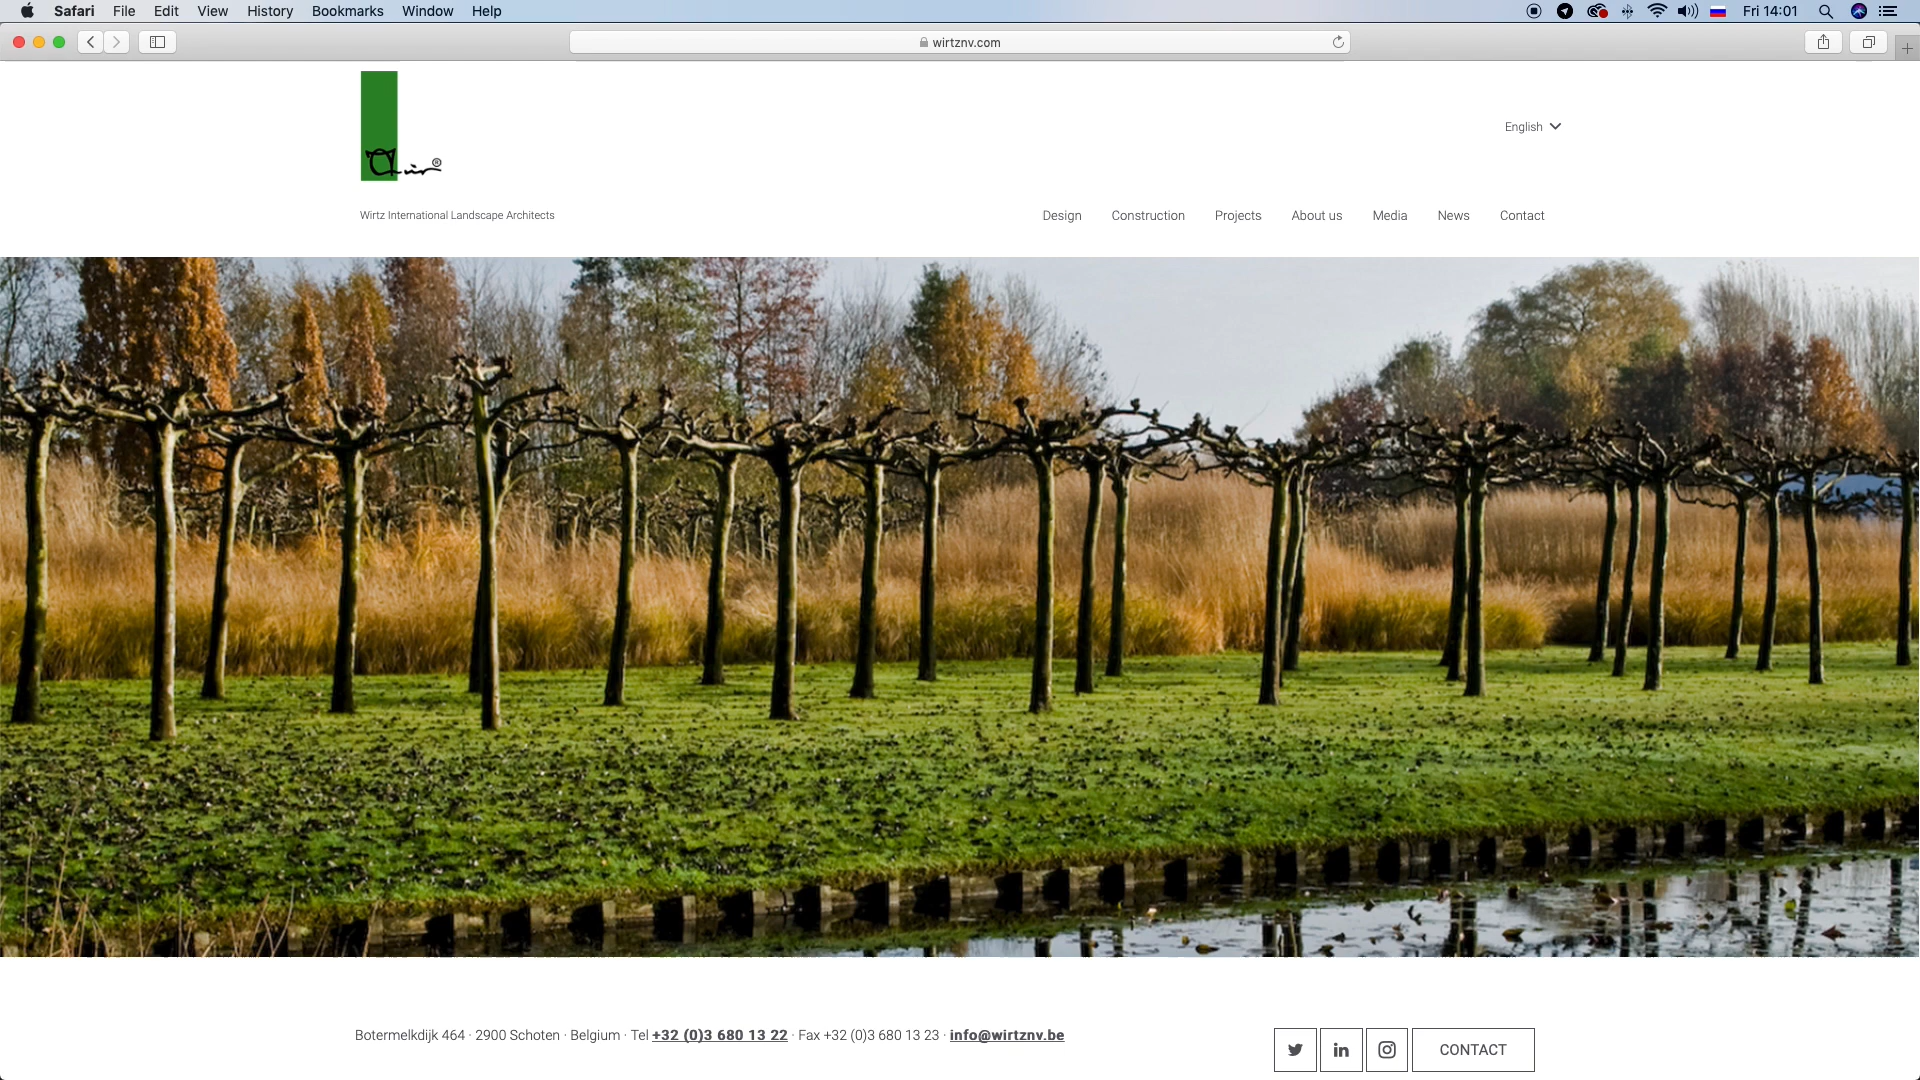 Safari File Edit View History Bookmarks Window Help Fri 14:01
wirtznv.com
English
Wirtz International Landscape Architects
Design Construction Projects About us Media News Contact
Botermelkdijk 464 · 2900 Schoten · Belgium · Tel +32 (0)3 680 13 22 · Fax +32 (0)3 680 13 23 · info@wirtznv.be
CONTACT